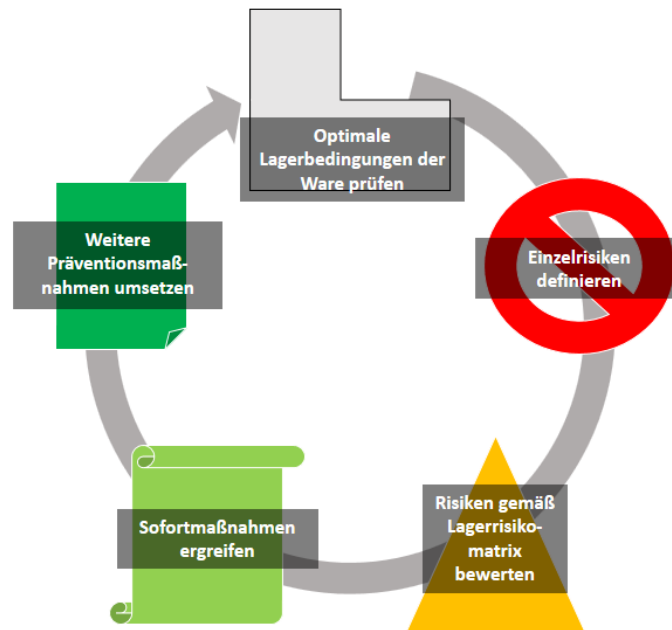 Optimale
Lagerbedingungen der
Ware prüfen
Einzelrisiken
definieren
Risiken gemäß
Lagerrisiko-
matrix
bewerten
Sofortmaßnahmen
ergreifen
Weitere
Präventionsmaß-
nahmen umsetzen